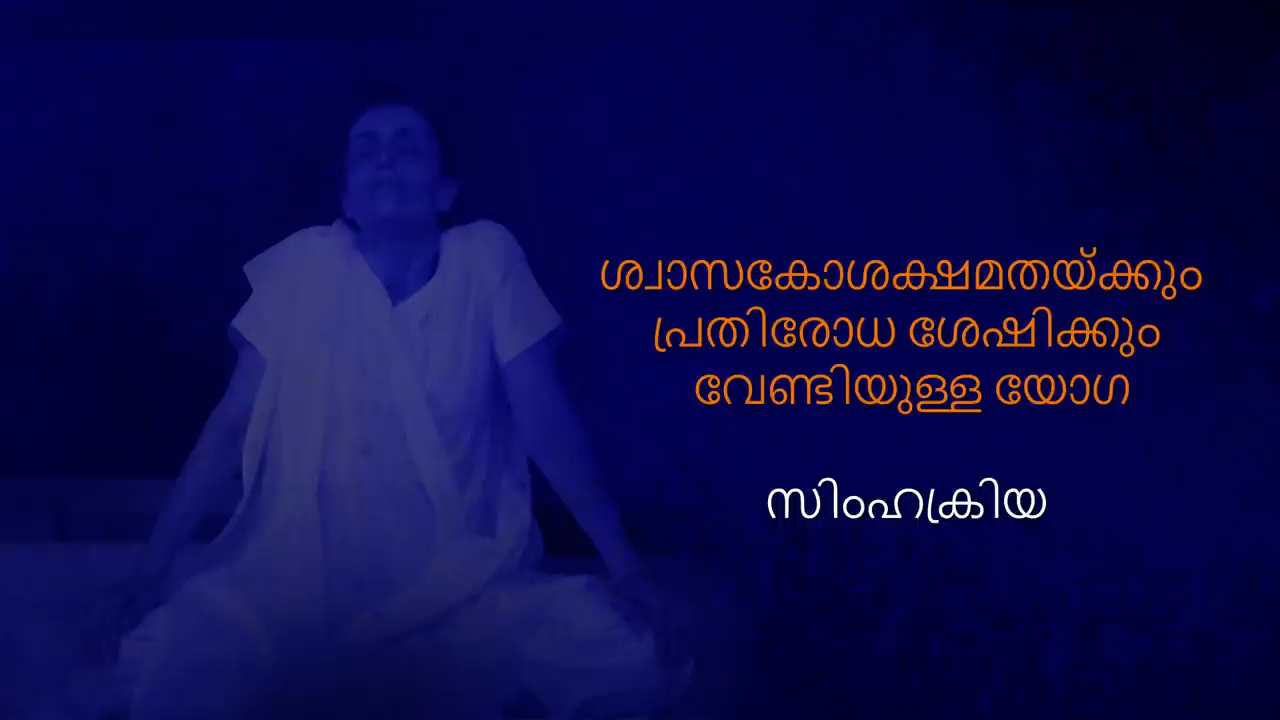 ശ്വാസകോശക്ഷമതയ്ക്കും
പ്രതിരോധ ശേഷിക്കും
വേണ്ടിയുള്ള യോഗ
സിംഹക്രിയ